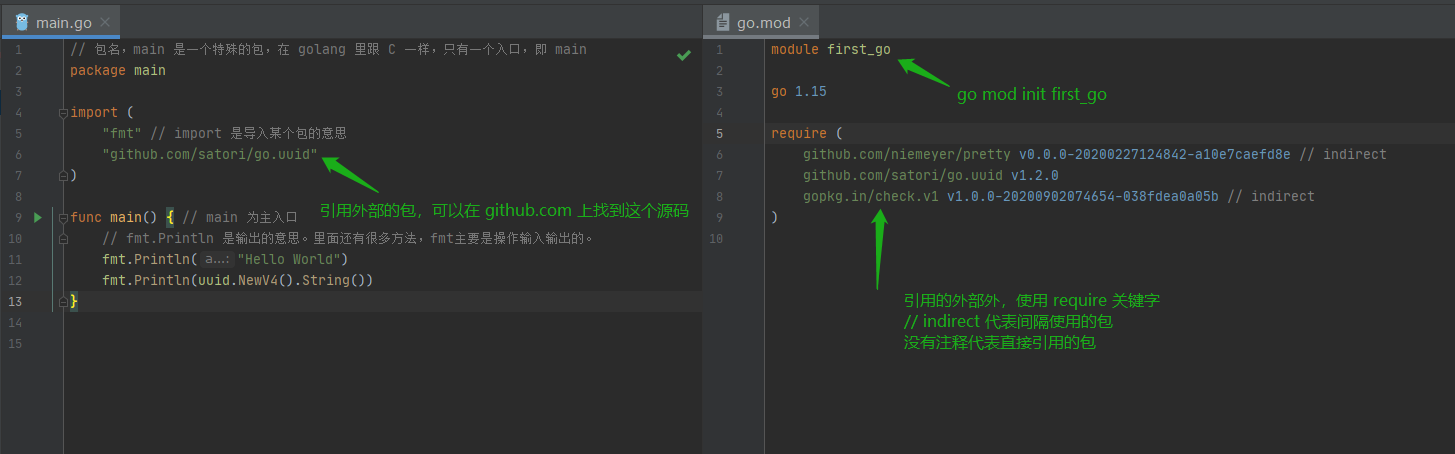 main.go
1 // 包名，main 是一个特殊的包，在 golang 里跟 C 一样，只有一个入口，即 main
2 package main
3
4 import (
5 "fmt" // import 是导入某个包的意思
6 "github.com/satori/go.uuid"
7 )
8
引用外部的包，可以在 github.com 上找到这个源码
9 func main() { // main 为主入口
10 // fmt.Println 是输出的意思。里面还有很多方法，fmt主要是操作输入输出的。
11 fmt.Println( a...: "Hello World")
12 fmt.Println(uuid.NewV4().String())
13 }
14
15
go.mod
1 module first_go
2
go mod init first_go
3 go 1.15
4
5 require (
6 github.com/niemeyer/pretty v0.0.0-20200227124842-a10e7caefd8e // indirect
7 github.com/satori/go.uuid v1.2.0
8 gopkg.in/check.v1 v1.0.0-20200902074654-038fdea0a05b // indirect
9 )
10
引用的外部外，使用 require 关键字
// indirect 代表间隔使用的包
没有注释代表直接引用的包